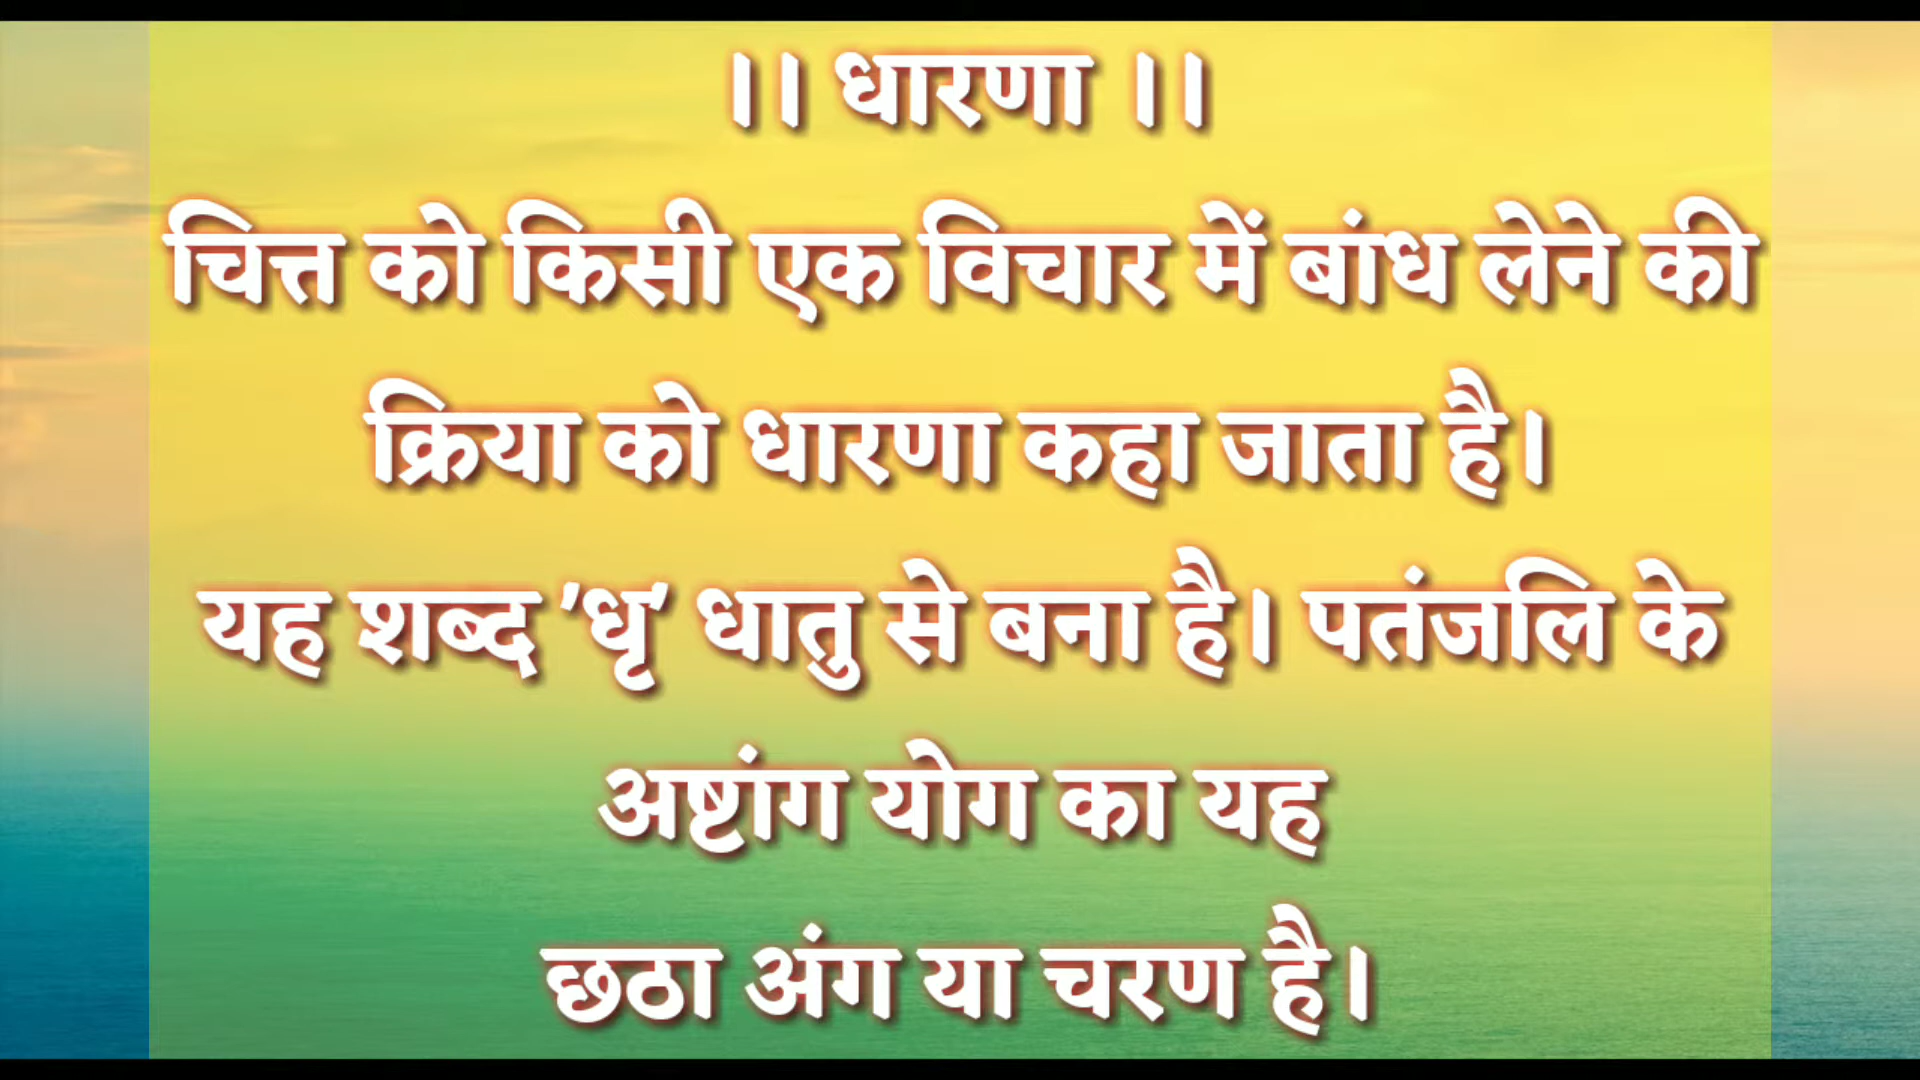 ।। धारणा ।।
चित्त को किसी एक विचार में बांध लेने की
क्रिया को धारणा कहा जाता है।
यह शब्द 'धृ' धातु से बना है। पतंजलि के
अष्टांग योग का यह
छठा अंग या चरण है।